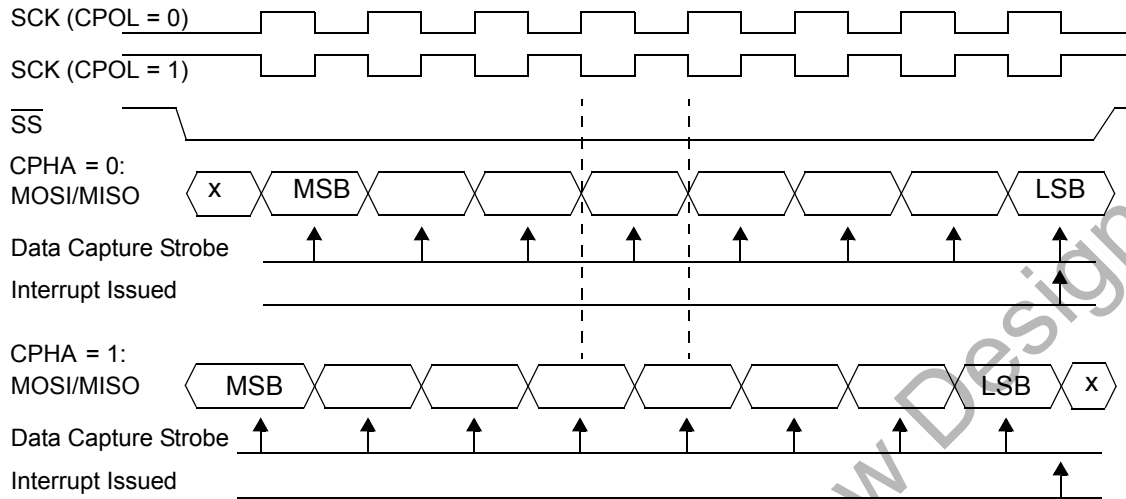 SCK (CPOL = 0)
SCK (CPOL = 1)
SS
CPHA = 0:
MOSI/MISO
x
MSB
LSB
Data Capture Strobe
Interrupt Issued
CPHA = 1:
MOSI/MISO
MSB
LSB
x
Data Capture Strobe
Interrupt Issued
w Design